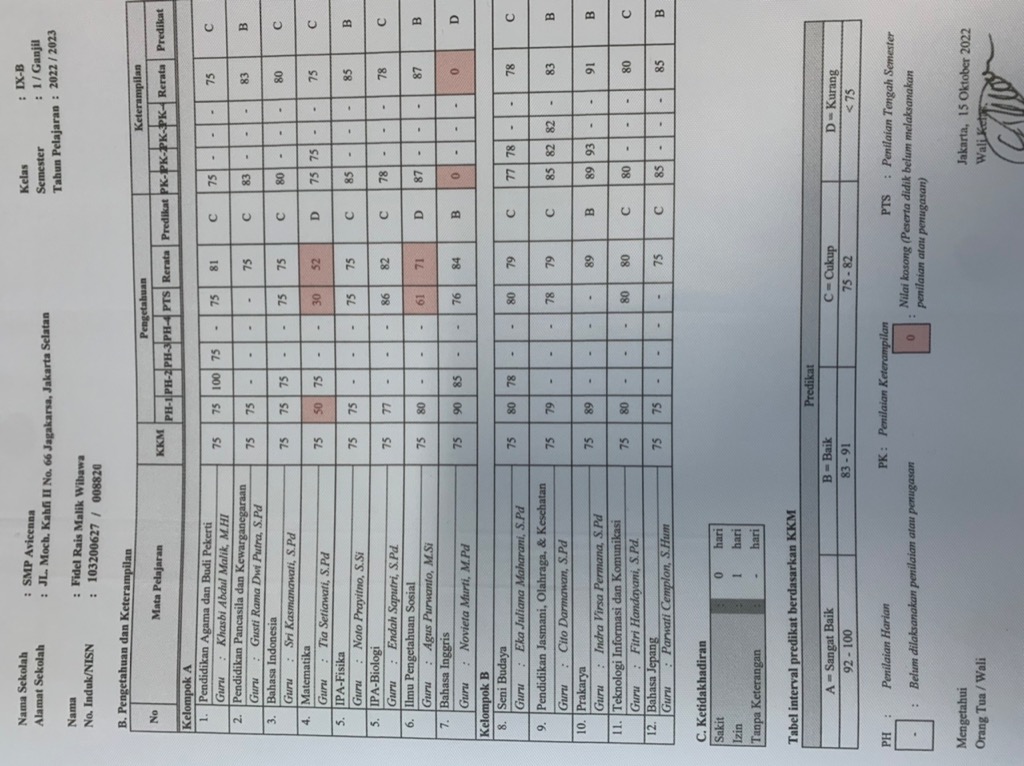 Nama Sekolah : SMP Avicenna Kelas : IX-B
Alamat Sekolah : JL. Moch. Kahfi II No. 66 Jagakarsa, Jakarta Selatan Semester : 1 / Ganjil
Tahun Pelajaran : 2022 / 2023
Nama : Fidel Rais Malik Wibawa
No. Induk/NISN : 103200627 / 008820
B. Pengetahuan dan Keterampilan
No Mata Pelajaran KKM Pengetahuan Keterampilan
PH-1 PH-2 PH-3 PH-4 PTS Rerata Predikat PK-1 PK-2 PK-3 PK- Rerata Predikat
Kelompok A
1. Pendidikan Agama dan Budi Pekerti 75 75 100 75 - 75 81 C 75 - - - 75 C
Guru : Khaubi Abdul Malik, M.HI
2. Pendidikan Pancasila dan Kewarganegaraan 75 75 - - - - 75 C 83 - - - 83 B
Guru : Gusti Rama Dwi Putra, S.Pd
3. Bahasa Indonesia 75 75 75 - - 75 75 C 80 - - - 80 C
Guru : Sri Kasmanawati, S.Pd
4. Matematika 75 50 75 - - 30 52 D 75 75 - - 75 C
Guru : Tia Setiawati, S.Pd
5. IPA-Fisika 75 75 - - - 75 75 C 85 - - - 85 B
Guru : Noto Prayitno, S.Si
5. IPA-Biologi 75 77 - - - 86 82 C 78 - - - 78 C
Guru : Endah Saputri, S.Pd.
6. Ilmu Pengetahuan Sosial 75 80 - - - 61 71 D 87 - - - 87 B
Guru : Agus Purwanto, M.Si
7. Bahasa Inggris 75 90 85 - - 76 84 B 0 - - - 0 D
Guru : Novieta Murti, M.Pd
Kelompok B
8. Seni Budaya 75 80 78 - - 80 79 C 77 78 - - 78 C
Guru : Eka Juliana Maharani, S.Pd
9. Pendidikan Jasmani, Olahraga, & Kesehatan 75 79 - - - 78 79 C 85 82 82 - 83 B
Guru : Cito Darmawan, S.Pd
10. Prakarya 75 89 - - - - 89 B 89 93 - - 91 B
Guru : Indra Virsa Permana, S.Pd
11. Teknologi Informasi dan Komunikasi 75 80 - - - 80 80 C 80 - - - 80 C
Guru : Fitri Handayani, S.Pd.
12. Bahasa Jepang 75 75 - - - - 75 C 85 - - - 85 B
Guru : Parwati Cemplon, S.Hum
C. Ketidakhadiran
Sakit : 0 hari
Izin : 1 hari
Tanpa Keterangan : - hari
Tabel interval predikat berdasarkan KKM
Predikat
A = Sangat Baik B = Baik C = Cukup D = Kurang
92 - 100 83 - 91 75 - 82 < 75
PH : Penilaian Harian PK : Penilaian Keterampilan PTS : Penilaian Tengah Semester
- : Belum dilaksanakan penilaian atau penugasan 0 : Nilai kosong (Peserta didik belum melaksanakan
penilaian atau penugasan)
Mengetahui Jakarta, 15 Oktober 2022
Orang Tua / Wali Wali